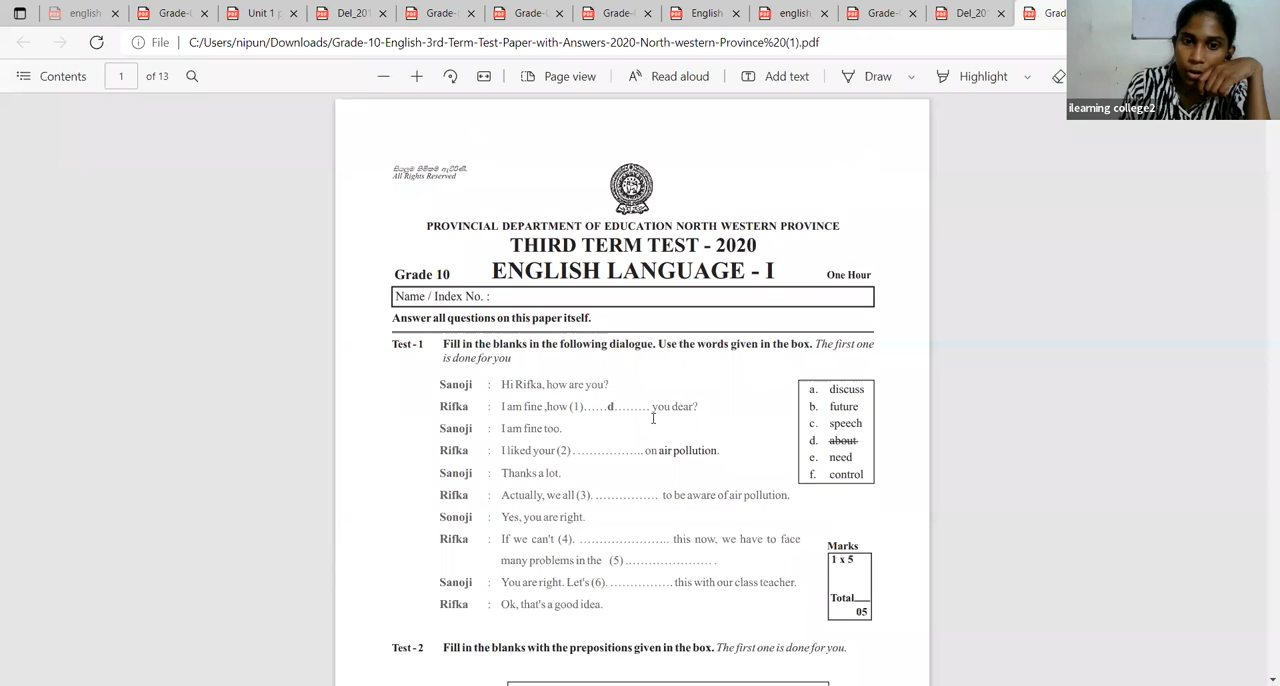 english
Grade-
Unit 1 p
Del_201
Grade-
Grade-
Grade-
English
english
Grade-
Del_201
Grad
File
C:/Users/nipun/Downloads/Grade-10-English-3rd-Term-Test-Paper-with-Answers-2020-North-western-Province%20(1).pdf
Contents 1 of 13 Page view Read aloud Add text Draw Highlight
ilearning college2
සියලුම හිමිකම් ඇවිරිණි.
All Rights Reserved
PROVINCIAL DEPARTMENT OF EDUCATION NORTH WESTERN PROVINCE
THIRD TERM TEST - 2020
Grade 10 ENGLISH LANGUAGE - I One Hour
Name / Index No. :
Answer all questions on this paper itself.
Test - 1 Fill in the blanks in the following dialogue. Use the words given in the box. The first one
is done for you
Sanoji : Hi Rifka, how are you?
Rifka : I am fine ,how (1)......d......... you dear?
Sanoji : I am fine too.
Rifka : I liked your (2) ................. on air pollution.
Sanoji : Thanks a lot.
Rifka : Actually, we all (3). ............... to be aware of air pollution.
Sonoji : Yes, you are right.
Rifka : If we can't (4). ...................... this now, we have to face
many problems in the (5) ...................... .
Sanoji : You are right. Let's (6). ............... this with our class teacher.
Rifka : Ok, that's a good idea.
a. discuss
b. future
c. speech
d. about
e. need
f. control
Marks
1 x 5
Total
05
Test - 2 Fill in the blanks with the prepositions given in the box. The first one is done for you.